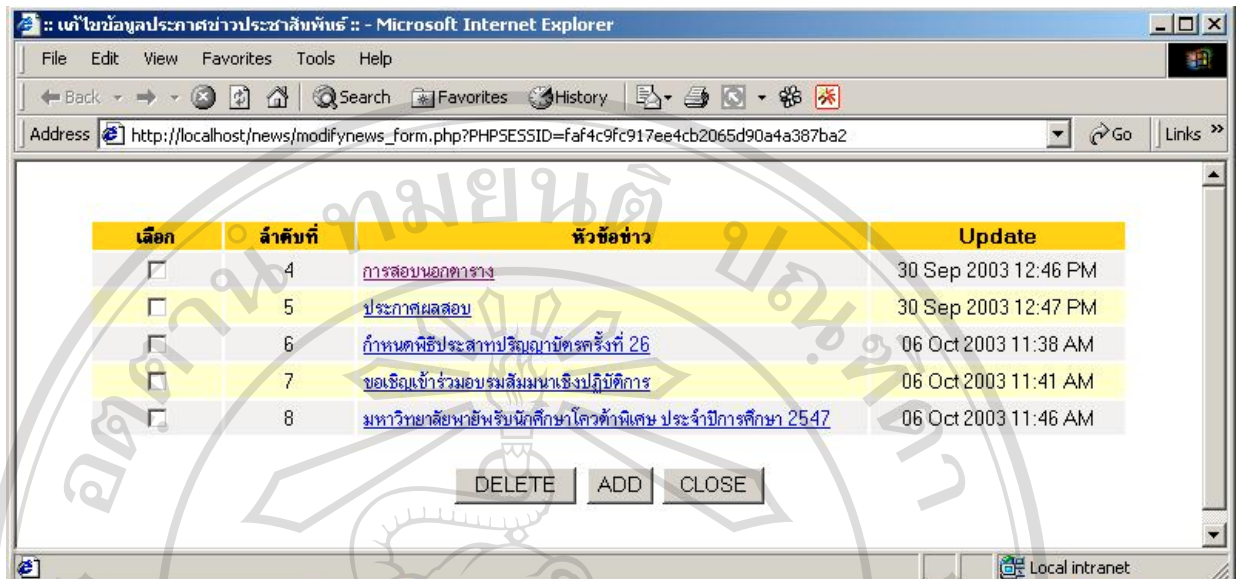 :: แก้ไขข้อมูลประกาศข่าวประชาสัมพันธ์ :: - Microsoft Internet Explorer
File Edit View Favorites Tools Help
Back Search Favorites History
Address http://localhost/news/modifynews_form.php?PHPSESSID=faf4c9fc917ee4cb2065d90a4a387ba2 Go Links »
เลือก ลำดับที่ หัวข้อข่าว Update
4 การสอบนอกตาราง 30 Sep 2003 12:46 PM
5 ประกาศผลสอบ 30 Sep 2003 12:47 PM
6 กำหนดพิธีประสาทปริญญาบัตรครั้งที่ 26 06 Oct 2003 11:38 AM
7 ขอเชิญเข้าร่วมอบรมสัมมนาเชิงปฏิบัติการ 06 Oct 2003 11:41 AM
8 มหาวิทยาลัยพายัพรับนักศึกษาโควต้าพิเศษ ประจำปีการศึกษา 2547 06 Oct 2003 11:46 AM
DELETE ADD CLOSE
Local intranet